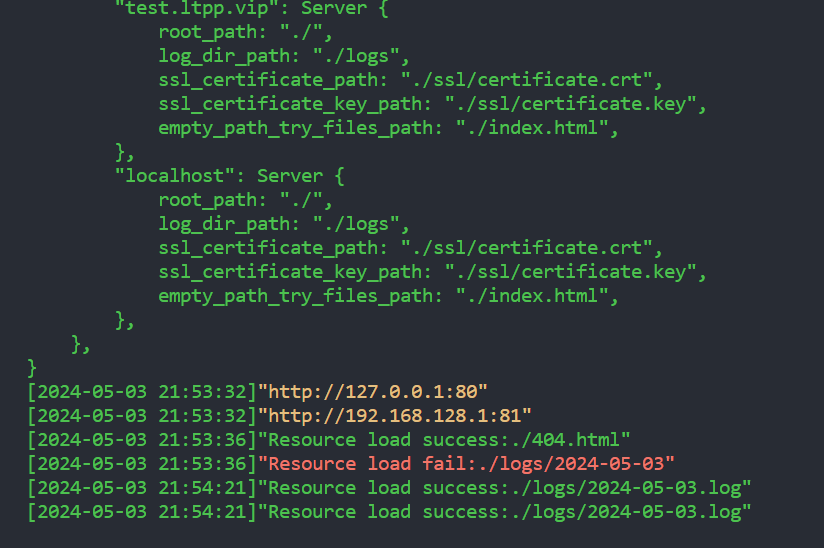 "test.ltpp.vip": Server {
root_path: "./",
log_dir_path: "./logs",
ssl_certificate_path: "./ssl/certificate.crt",
ssl_certificate_key_path: "./ssl/certificate.key",
empty_path_try_files_path: "./index.html",
},
"localhost": Server {
root_path: "./",
log_dir_path: "./logs",
ssl_certificate_path: "./ssl/certificate.crt",
ssl_certificate_key_path: "./ssl/certificate.key",
empty_path_try_files_path: "./index.html",
},
},
}
[2024-05-03 21:53:32]"http://127.0.0.1:80"
[2024-05-03 21:53:32]"http://192.168.128.1:81"
[2024-05-03 21:53:36]"Resource load success:./404.html"
[2024-05-03 21:53:36]"Resource load fail:./logs/2024-05-03"
[2024-05-03 21:54:21]"Resource load success:./logs/2024-05-03.log"
[2024-05-03 21:54:21]"Resource load success:./logs/2024-05-03.log"